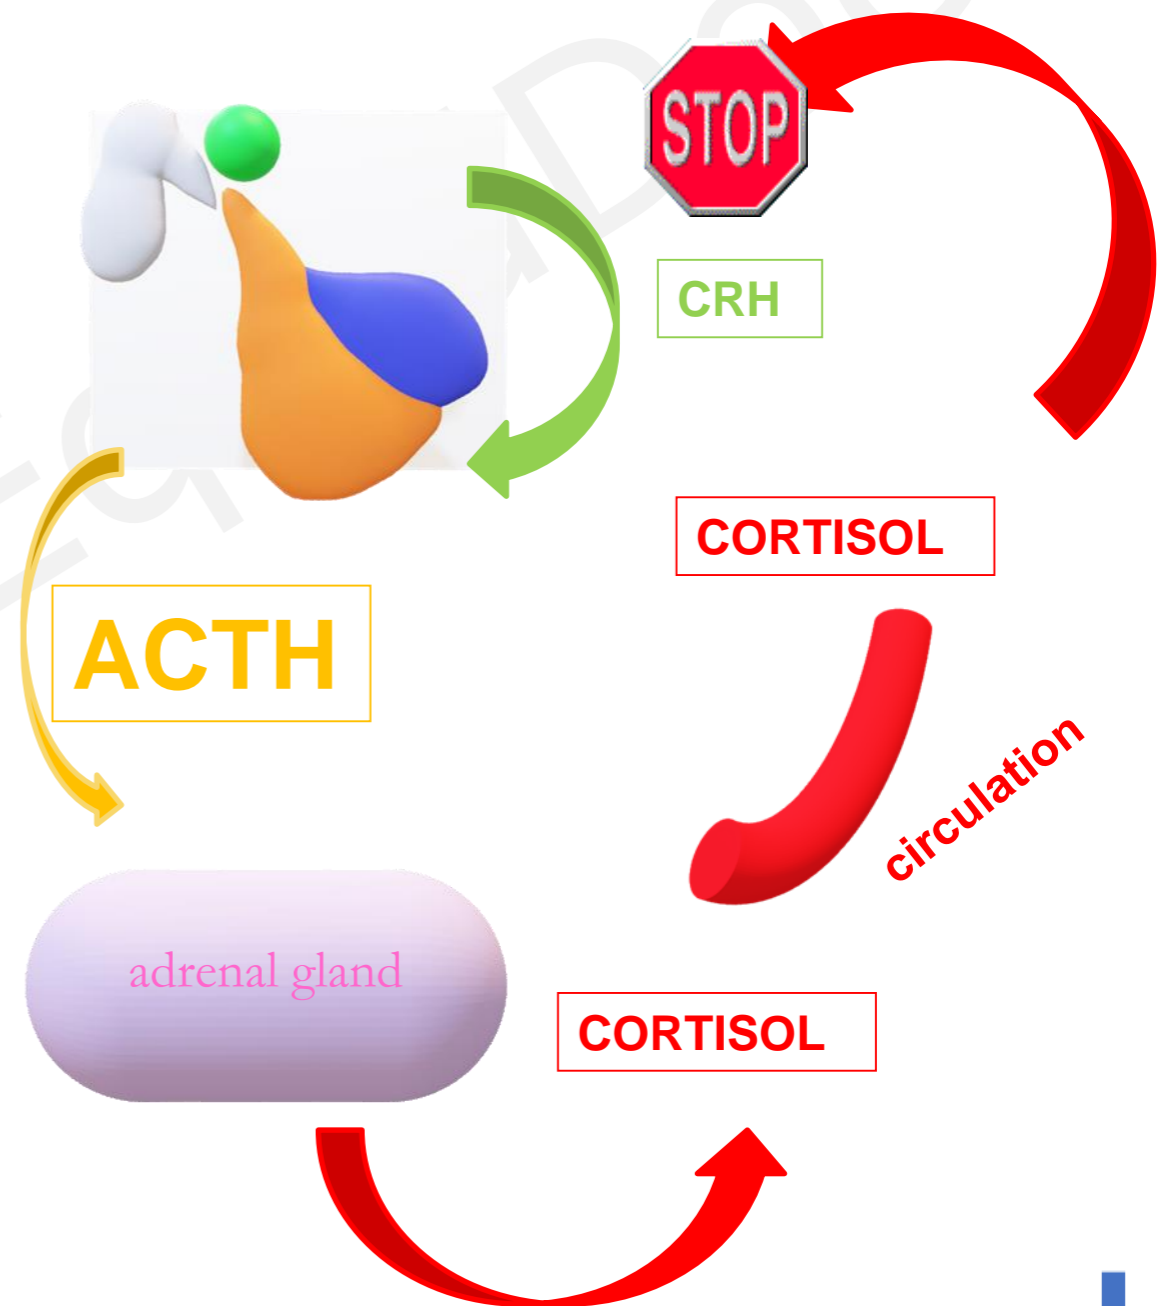 STOP
CRH
CORTISOL
ACTH
circulation
adrenal gland
CORTISOL